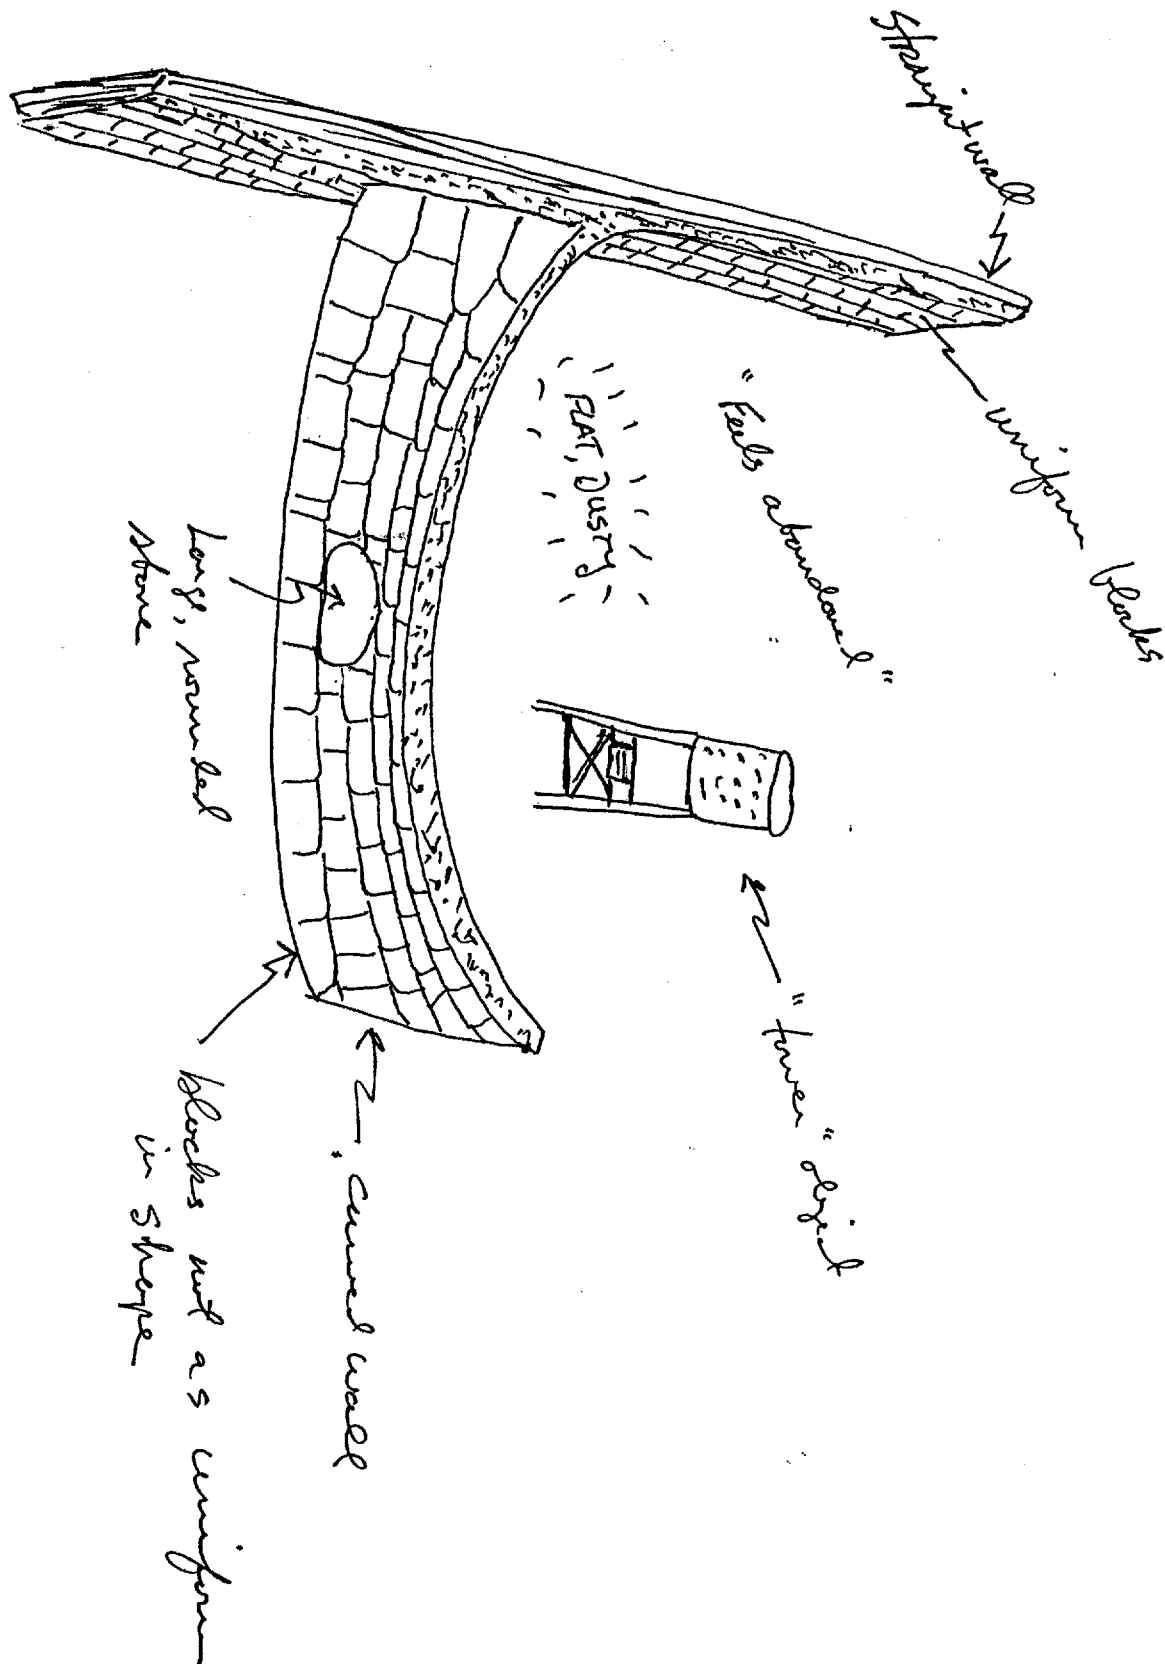 Straight wall
uniform blocks
"Feels abandoned"
FLAT, DUSTY
"tower" object
Long, rounded
stone
curved wall
blocks not as uniform
in shape